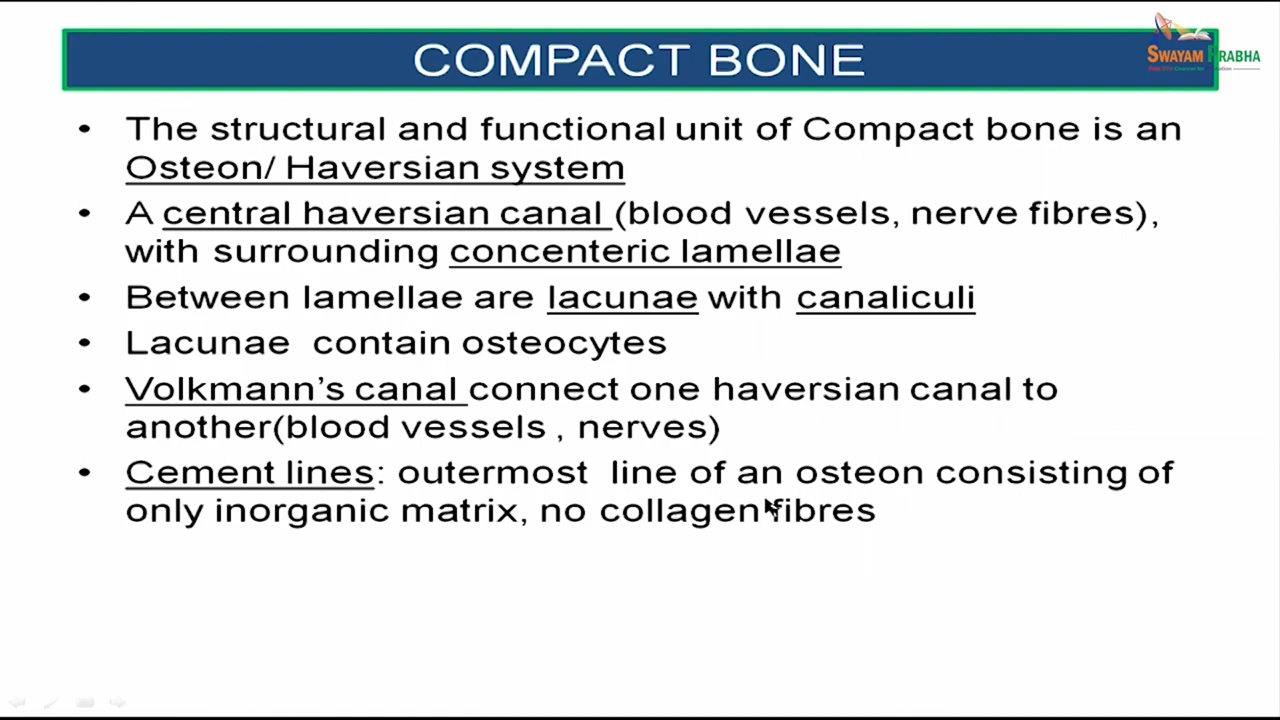 COMPACT BONE
SWAYAM PRABHA
• The structural and functional unit of Compact bone is an
Osteon/ Haversian system
• A central haversian canal (blood vessels, nerve fibres),
with surrounding concenteric lamellae
• Between lamellae are lacunae with canaliculi
• Lacunae contain osteocytes
• Volkmann's canal connect one haversian canal to
another(blood vessels , nerves)
• Cement lines: outermost line of an osteon consisting of
only inorganic matrix, no collagen fibres